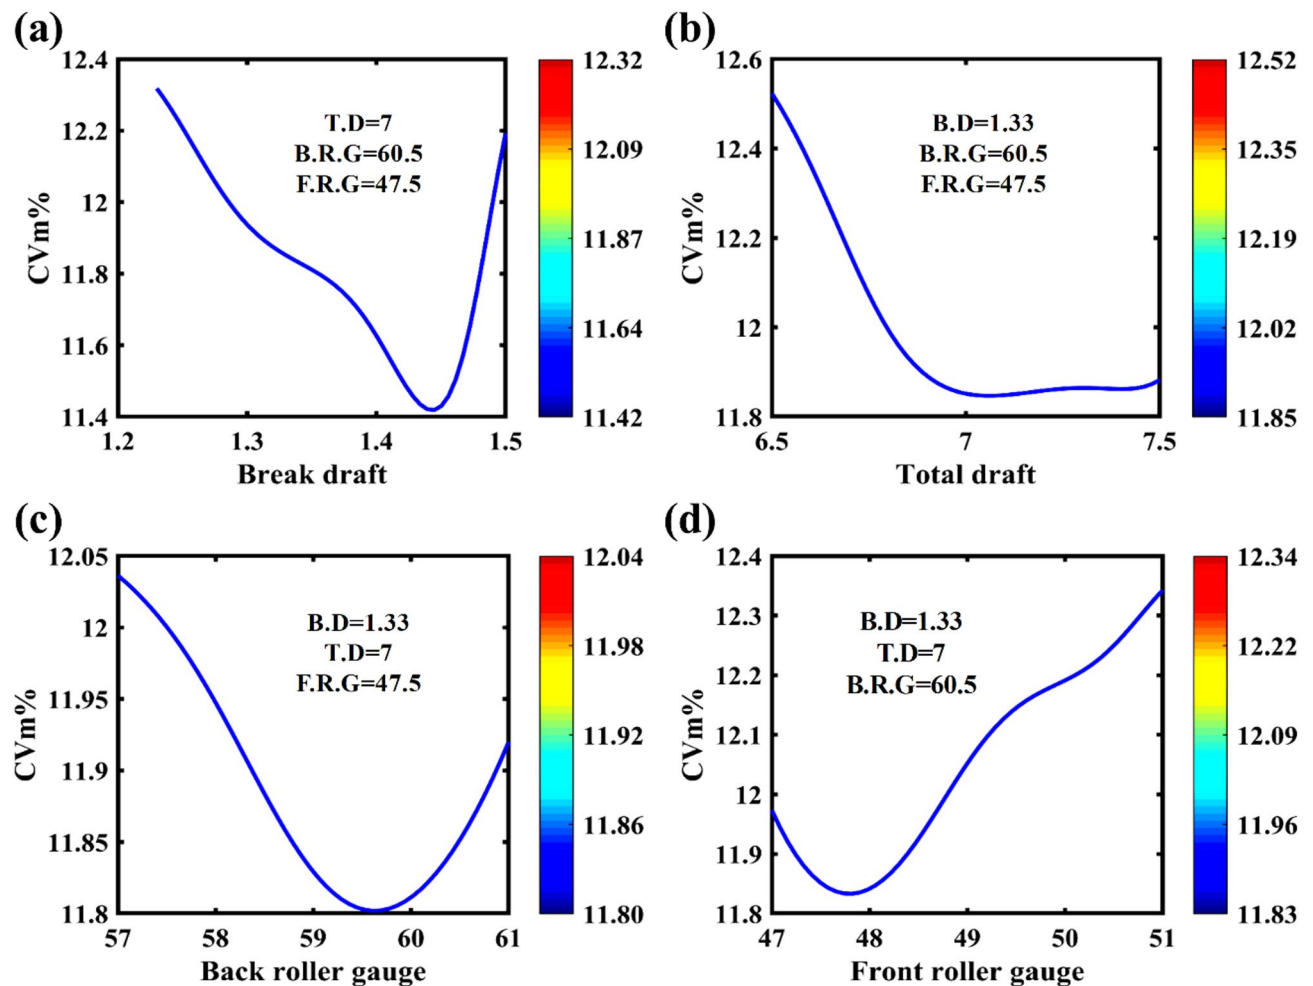 (a)
12.4
12.2
12
11.8
11.6
11.4
CVm%
T.D=7
B.R.G=60.5
F.R.G=47.5
1.2 1.3 1.4 1.5
Break draft
12.32
12.09
11.87
11.64
11.42
(b)
12.6
12.4
12.2
12
11.8
CVm%
B.D=1.33
B.R.G=60.5
F.R.G=47.5
6.5 7 7.5
Total draft
12.52
12.35
12.19
12.02
11.85
(c)
12.05
12
11.95
11.9
11.85
11.8
CVm%
B.D=1.33
T.D=7
F.R.G=47.5
57 58 59 60 61
Back roller gauge
12.04
11.98
11.92
11.86
11.80
(d)
12.4
12.3
12.2
12.1
12
11.9
11.8
CVm%
B.D=1.33
T.D=7
B.R.G=60.5
47 48 49 50 51
Front roller gauge
12.34
12.22
12.09
11.96
11.83